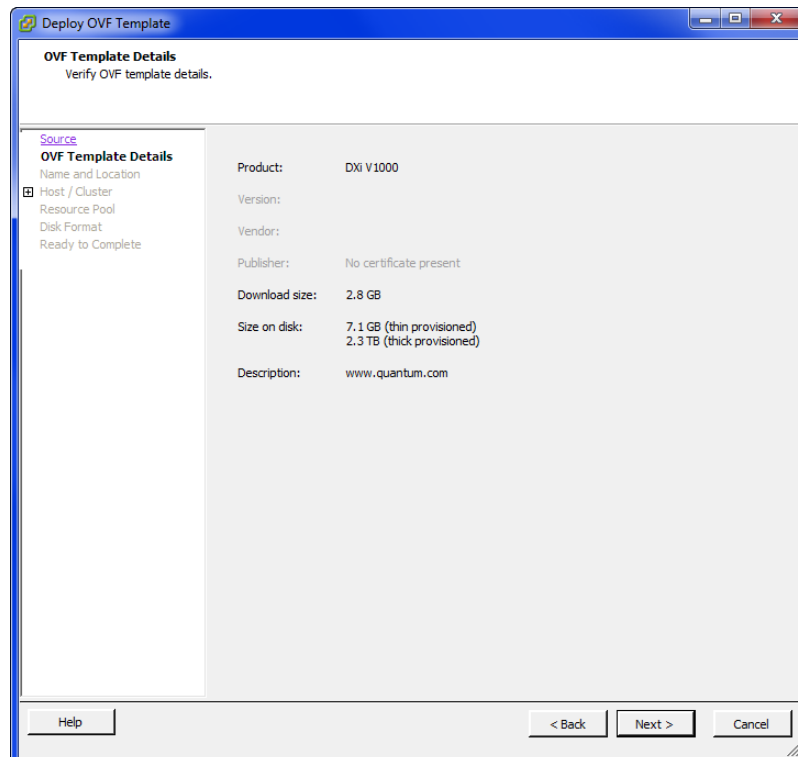 Deploy OVF Template
OVF Template Details
Verify OVF template details.
Source
OVF Template Details
Name and Location
Host / Cluster
Resource Pool
Disk Format
Ready to Complete
Product: DXi V1000
Version:
Vendor:
Publisher: No certificate present
Download size: 2.8 GB
Size on disk: 7.1 GB (thin provisioned)
2.3 TB (thick provisioned)
Description: www.quantum.com
Help < Back Next > Cancel